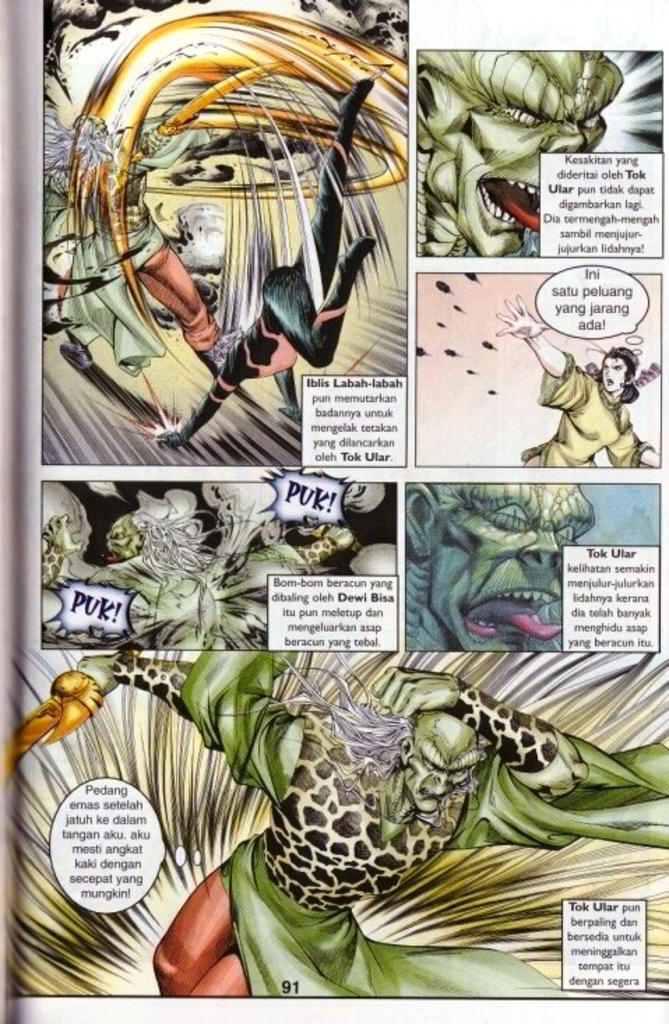 Iblis Labah-labah
pun memutarkan
badannya untuk
mengelak tetakan
yang dilancarkan
oleh Tok Ular.
Kesakitan yang
dideritai oleh Tok
Ular pun tidak dapat
digambarkan lagi.
Dia termengah-mengah
sambil menjujur-
jujurkan lidahnya!
Ini
satu peluang
yang jarang
ada!
PUK!
PUK!
Bom-bom beracun yang
dibaling oleh Dewi Bisa
itu pun meletup dan
mengeluarkan asap
beracun yang tebal.
Tok Ular
kelihatan semakin
menjulur-julurkan
lidahnya kerana
dia telah banyak
menghidu asap
yang beracun itu.
Pedang
emas setelah
jatuh ke dalam
tangan aku. aku
mesti angkat
kaki dengan
secepat yang
mungkin!
Tok Ular pun
berpaling dan
bersedia untuk
meninggalkan
tempat itu
dengan segera
91